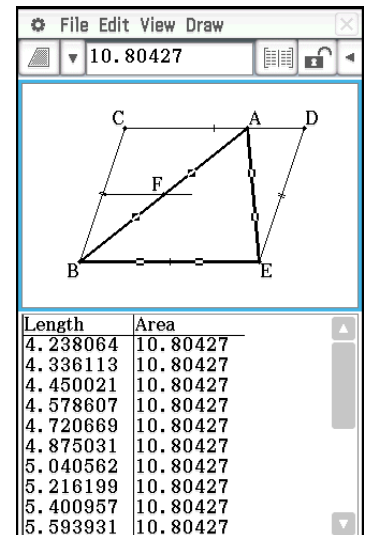 File Edit View Draw
10.80427
C A D
F
B E
Length Area
4.238064 10.80427
4.336113 10.80427
4.450021 10.80427
4.578607 10.80427
4.720669 10.80427
4.875031 10.80427
5.040562 10.80427
5.216199 10.80427
5.400957 10.80427
5.593931 10.80427